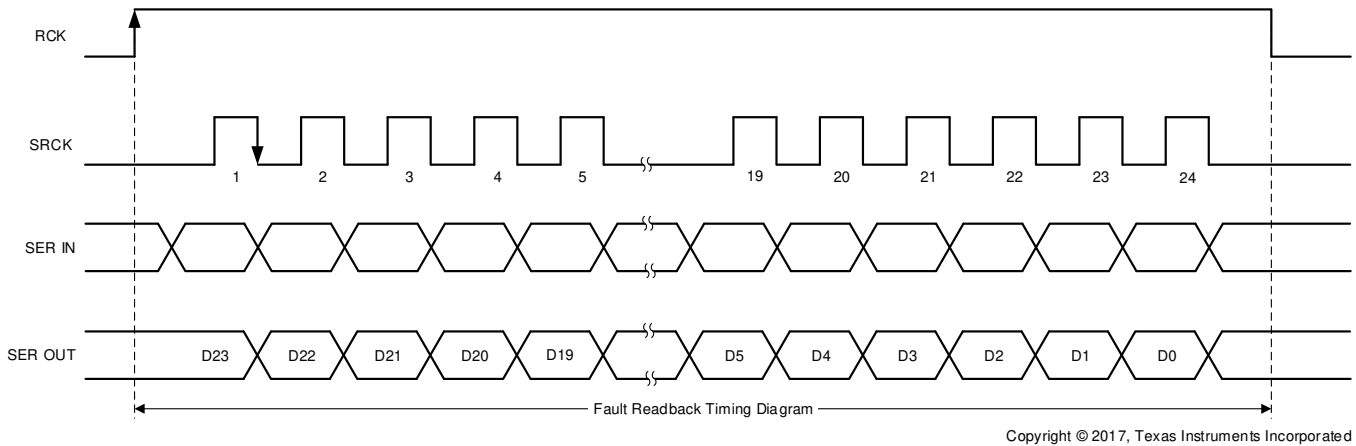 RCK
SRCK
1 2 3 4 5 19 20 21 22 23 24
SER IN
SER OUT
D23 D22 D21 D20 D19 D5 D4 D3 D2 D1 D0
Fault Readback Timing Diagram
Copyright © 2017, Texas Instruments Incorporated